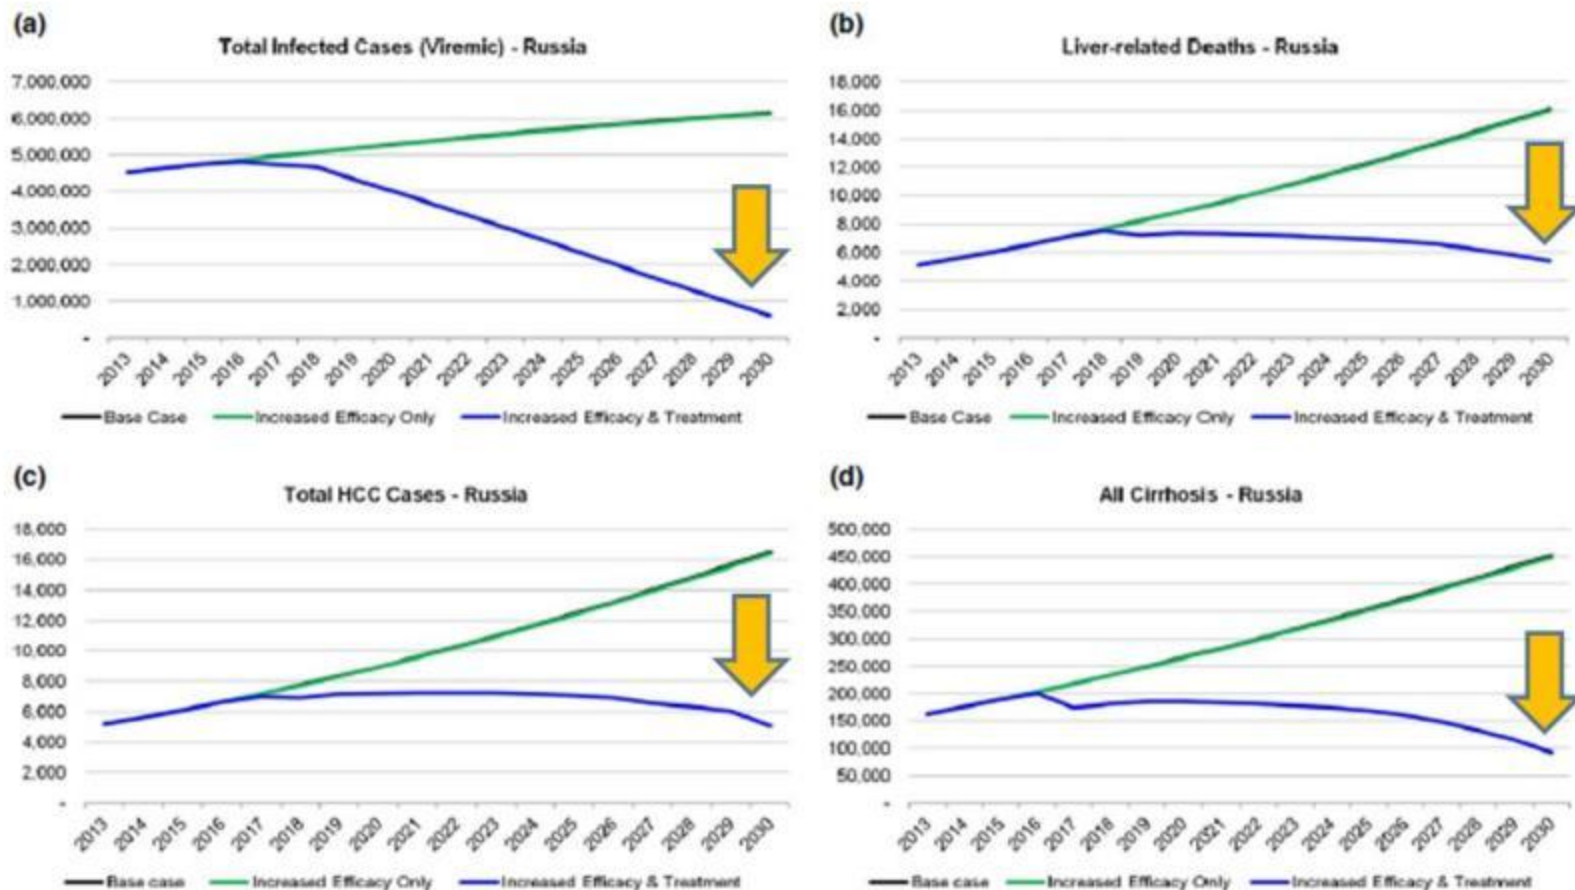 (a)
Total Infected Cases (Viremic) - Russia
7,000,000
6,000,000
5,000,000
4,000,000
3,000,000
2,000,000
1,000,000
-
2013 2014 2015 2016 2017 2018 2019 2020 2021 2022 2023 2024 2025 2026 2027 2028 2029 2030
Base Case Increased Efficacy Only Increased Efficacy & Treatment
(b)
Liver-related Deaths - Russia
18,000
16,000
14,000
12,000
10,000
8,000
6,000
4,000
2,000
-
2013 2014 2015 2016 2017 2018 2019 2020 2021 2022 2023 2024 2025 2026 2027 2028 2029 2030
Base Case Increased Efficacy Only Increased Efficacy & Treatment
(c)
Total HCC Cases - Russia
18,000
16,000
14,000
12,000
10,000
8,000
6,000
4,000
2,000
-
2013 2014 2015 2016 2017 2018 2019 2020 2021 2022 2023 2024 2025 2026 2027 2028 2029 2030
Base case Increased Efficacy Only Increased Efficacy & Treatment
(d)
All Cirrhosis - Russia
500,000
450,000
400,000
350,000
300,000
250,000
200,000
150,000
100,000
50,000
-
2013 2014 2015 2016 2017 2018 2019 2020 2021 2022 2023 2024 2025 2026 2027 2028 2029 2030
Base case Increased Efficacy Only Increased Efficacy & Treatment